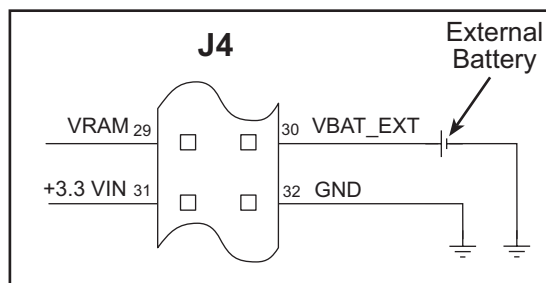 J4
External
Battery
VRAM 29
30 VBAT_EXT
+3.3 VIN 31
32 GND